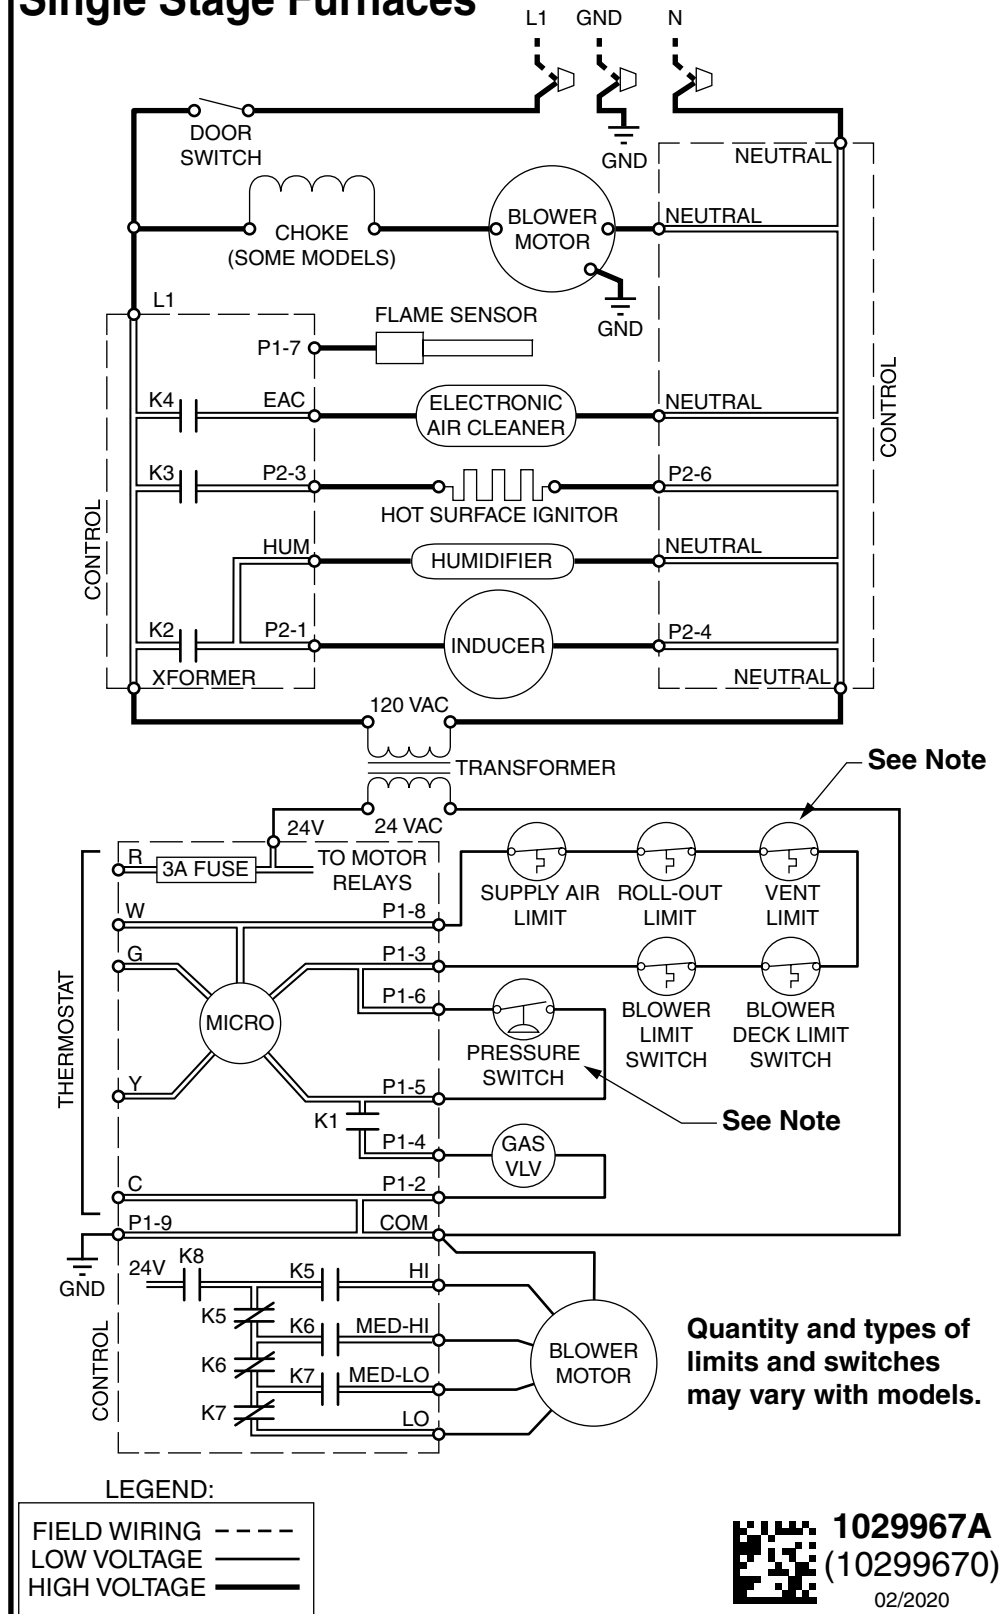 Single Stage Furnaces
L1
GND
N
DOOR
SWITCH
GND
NEUTRAL
CHOKE
(SOME MODELS)
BLOWER
MOTOR
NEUTRAL
GND
L1
FLAME SENSOR
P1-7
K4
EAC
ELECTRONIC
AIR CLEANER
NEUTRAL
CONTROL
K3
P2-3
HOT SURFACE IGNITOR
P2-6
CONTROL
HUM
HUMIDIFIER
NEUTRAL
K2
P2-1
INDUCER
P2-4
XFORMER
NEUTRAL
120 VAC
TRANSFORMER
See Note
24V
24 VAC
R
3A FUSE
TO MOTOR
RELAYS
SUPPLY AIR
LIMIT
ROLL-OUT
LIMIT
VENT
LIMIT
W
P1-8
G
P1-3
P1-6
THERMOSTAT
MICRO
PRESSURE
SWITCH
BLOWER
LIMIT
SWITCH
BLOWER
DECK LIMIT
SWITCH
Y
P1-5
K1
See Note
P1-4
GAS
VLV
C
P1-2
P1-9
COM
GND
24V
K8
K5
HI
K5
K6
MED-HI
K6
K7
MED-LO
K7
LO
CONTROL
BLOWER
MOTOR
Quantity and types of
limits and switches
may vary with models.
LEGEND:
FIELD WIRING
LOW VOLTAGE
HIGH VOLTAGE
1029967A
(10299670)
02/2020